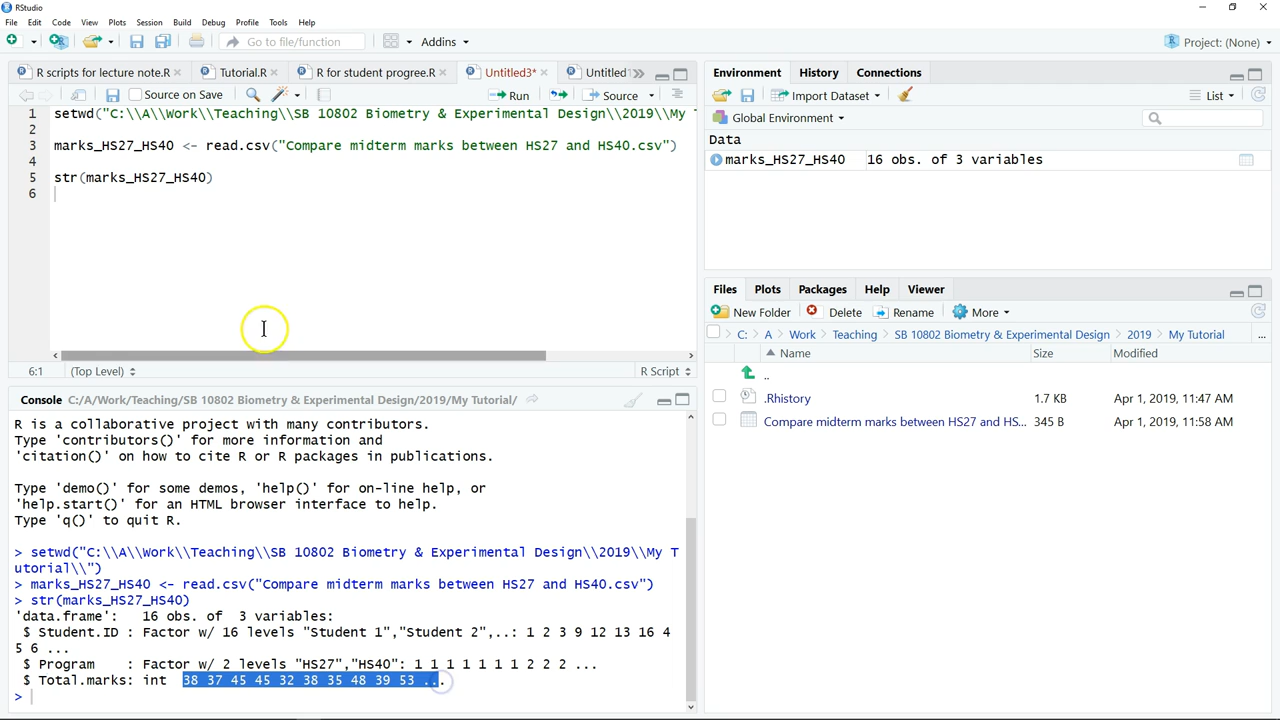 RStudio
File Edit Code View Plots Session Build Debug Profile Tools Help
Go to file/function Addins Project: (None)
R scripts for lecture note.R Tutorial.R R for student progree.R Untitled3* Untitled1
Source on Save Run Source
1 setwd("C:\\A\\Work\\Teaching\\SB 10802 Biometry & Experimental Design\\2019\\My
2
3 marks_HS27_HS40 <- read.csv("Compare midterm marks between HS27 and HS40.csv")
4
5 str(marks_HS27_HS40)
6
6:1 (Top Level) R Script
Console C:/A/Work/Teaching/SB 10802 Biometry & Experimental Design/2019/My Tutorial/
R is a collaborative project with many contributors.
Type 'contributors()' for more information and
'citation()' on how to cite R or R packages in publications.
Type 'demo()' for some demos, 'help()' for on-line help, or
'help.start()' for an HTML browser interface to help.
Type 'q()' to quit R.
> setwd("C:\\A\\Work\\Teaching\\SB 10802 Biometry & Experimental Design\\2019\\My T
utorial\\")
> marks_HS27_HS40 <- read.csv("Compare midterm marks between HS27 and HS40.csv")
> str(marks_HS27_HS40)
'data.frame': 16 obs. of 3 variables:
$ Student.ID : Factor w/ 16 levels "Student 1","Student 2",..: 1 2 3 9 12 13 16 4
5 6 ...
$ Program : Factor w/ 2 levels "HS27","HS40": 1 1 1 1 1 1 1 2 2 2 ...
$ Total.marks: int 38 37 45 45 32 38 35 48 39 53 ...
>
Environment History Connections
Import Dataset List
Global Environment
Data
marks_HS27_HS40 16 obs. of 3 variables
Files Plots Packages Help Viewer
New Folder Delete Rename More
C: > A > Work > Teaching > SB 10802 Biometry & Experimental Design > 2019 > My Tutorial ...
Name Size Modified
..
.Rhistory 1.7 KB Apr 1, 2019, 11:47 AM
Compare midterm marks between HS27 and HS... 345 B Apr 1, 2019, 11:58 AM